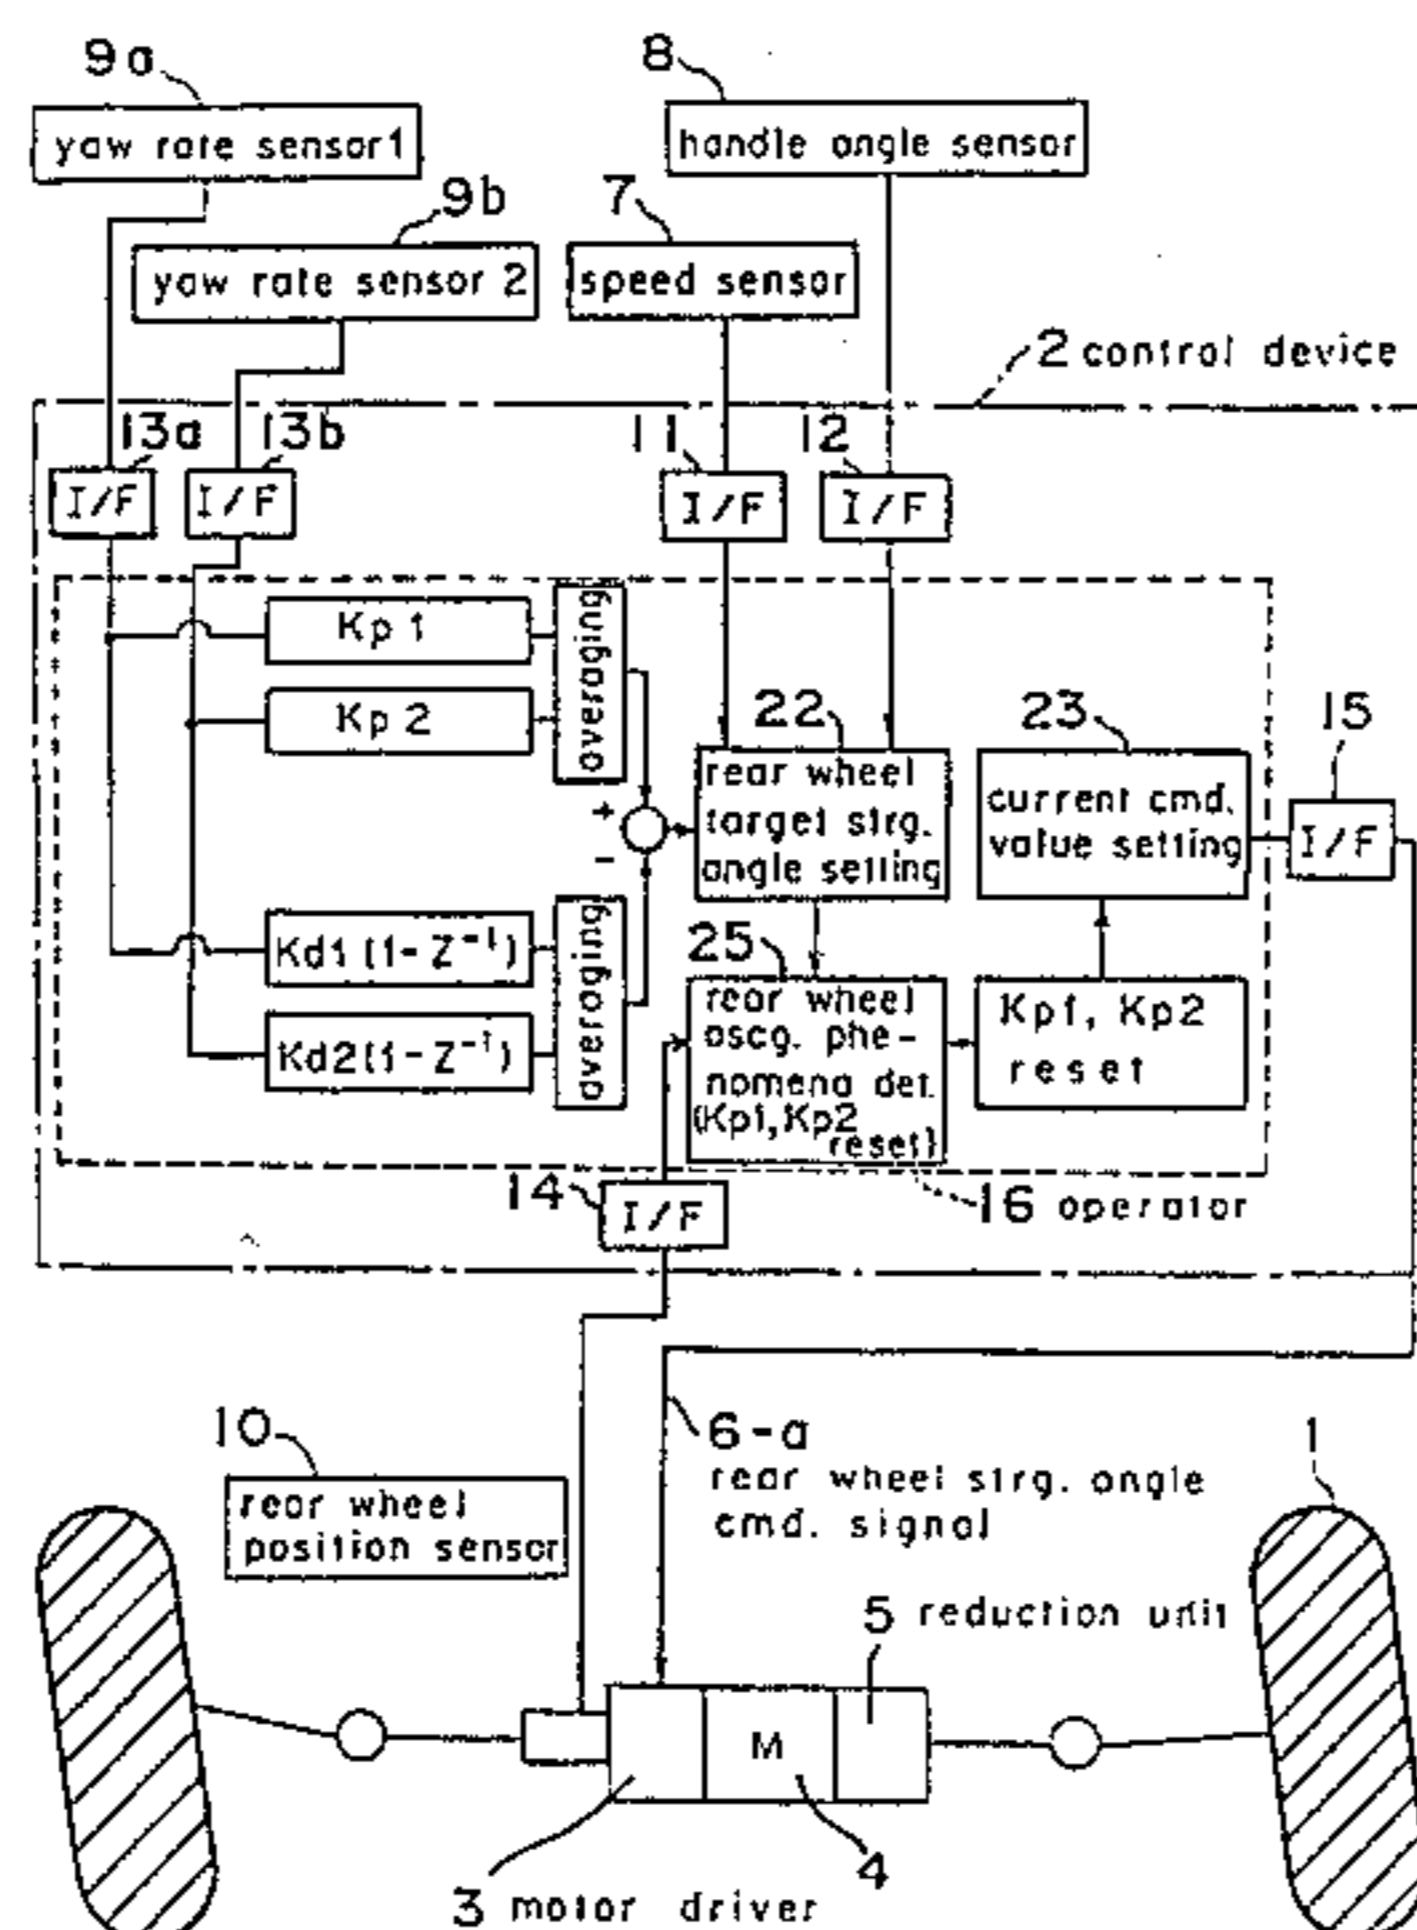 9a
8
yaw rate sensor1
handle angle sensor
9b
7
yaw rate sensor 2
speed sensor
2 control device
13a
13b
11
12
I/F
I/F
I/F
I/F
Kp 1
averaging
Kp 2
22
23
15
rear wheel
target strg.
angle setting
current cmd.
value setting
I/F
+
-
Kd1 (1-Z⁻¹)
averaging
Kd2 (1-Z⁻¹)
25
rear wheel
oscg. phe-
nomena det.
(Kp1, Kp2
reset)
Kp1, Kp2
reset
14
I/F
16 operator
10
6-a
1
rear wheel
position sensor
rear wheel strg. angle
cmd. signal
5 reduction unit
M
4
3 motor driver